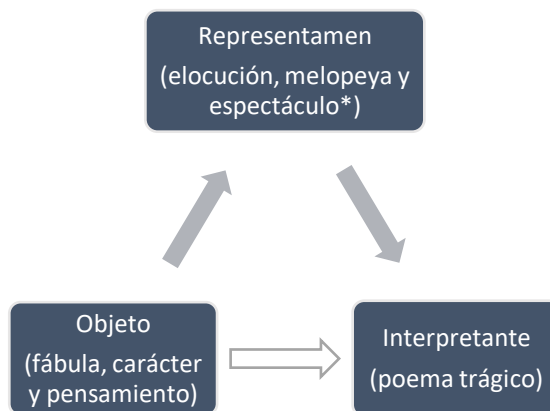 Representamen
(elocución, melopeya y
espectáculo*)
Objeto
(fábula, carácter
y pensamiento)
Interpretante
(poema trágico)